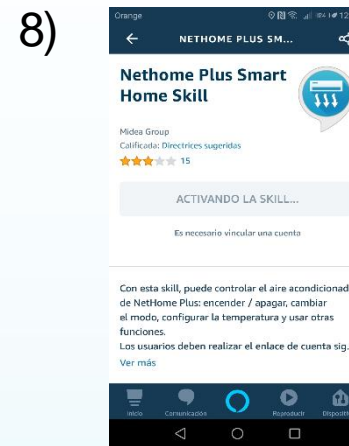 8)
Orange
NETHOME PLUS SM...
Nethome Plus Smart
Home Skill
Midea Group
Calificada: Directrices sugeridas
15
ACTIVANDO LA SKILL...
Es necesario vincular una cuenta
Con esta skill, puede controlar el aire acondicionad
de NetHome Plus: encender / apagar, cambiar
el modo, configurar la temperatura y usar otras
funciones.
Los usuarios deben realizar el enlace de cuenta sig.
Ver más
Inicio Comunicación Reproducir Dispositi